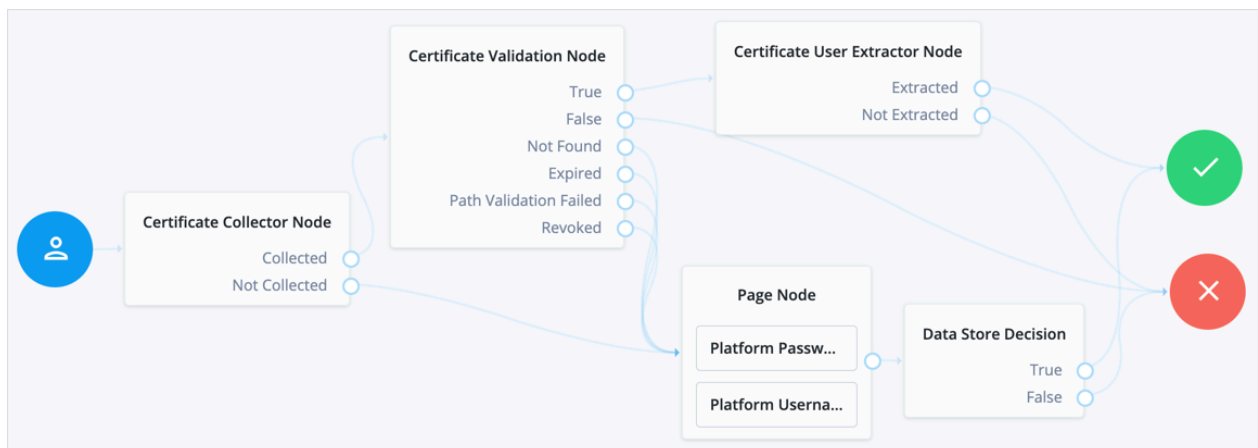 Certificate Collector Node
Collected
Not Collected
Certificate Validation Node
True
False
Not Found
Expired
Path Validation Failed
Revoked
Certificate User Extractor Node
Extracted
Not Extracted
Page Node
Platform Passw...
Platform Userna...
Data Store Decision
True
False